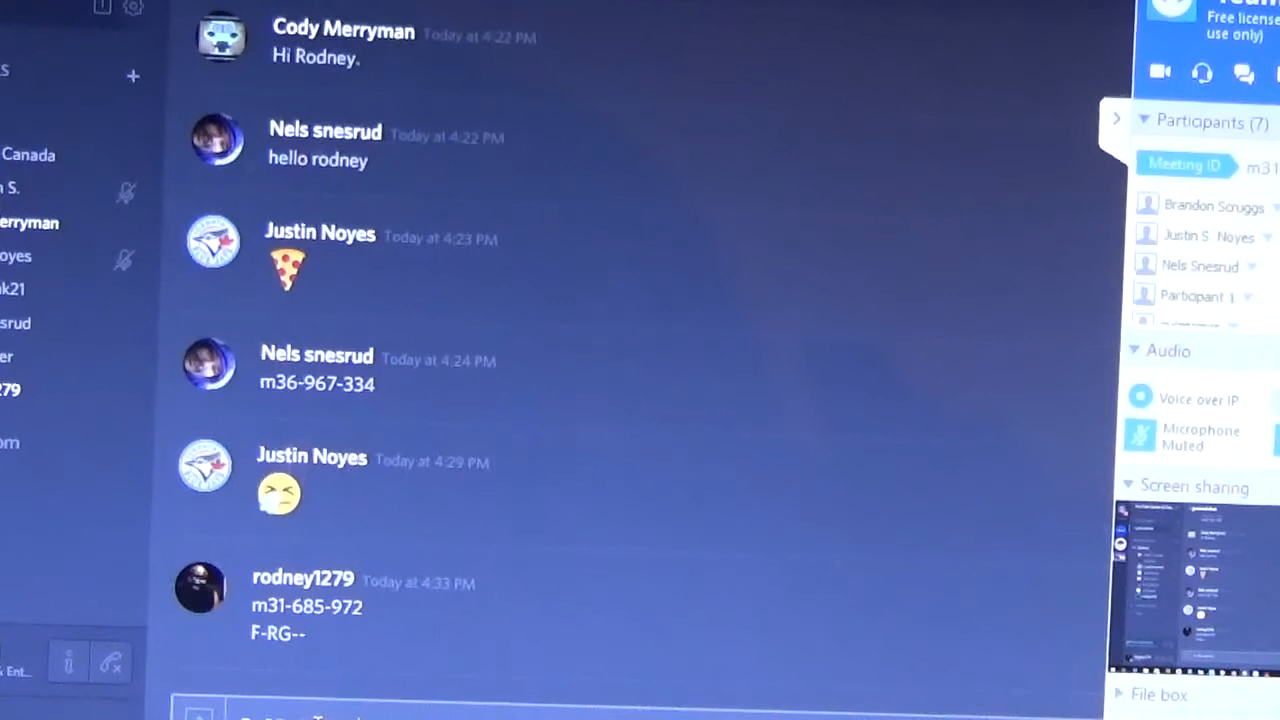 S
+
Canada
n S.
erryman
oyes
k21
srud
er
279
om
& Ent...
Cody Merryman Today at 4:22 PM
Hi Rodney.
Nels snesrud Today at 4:22 PM
hello rodney
Justin Noyes Today at 4:23 PM
Nels snesrud Today at 4:24 PM
m36-967-334
Justin Noyes Today at 4:29 PM
rodney1279 Today at 4:33 PM
m31-685-972
F-RG--
Free license
use only)
Participants (7)
Meeting ID m31
Brandon Scruggs
Justin S. Noyes
Nels Snesrud
Participant 1
Audio
Voice over IP
Microphone
Muted
Screen sharing
File box